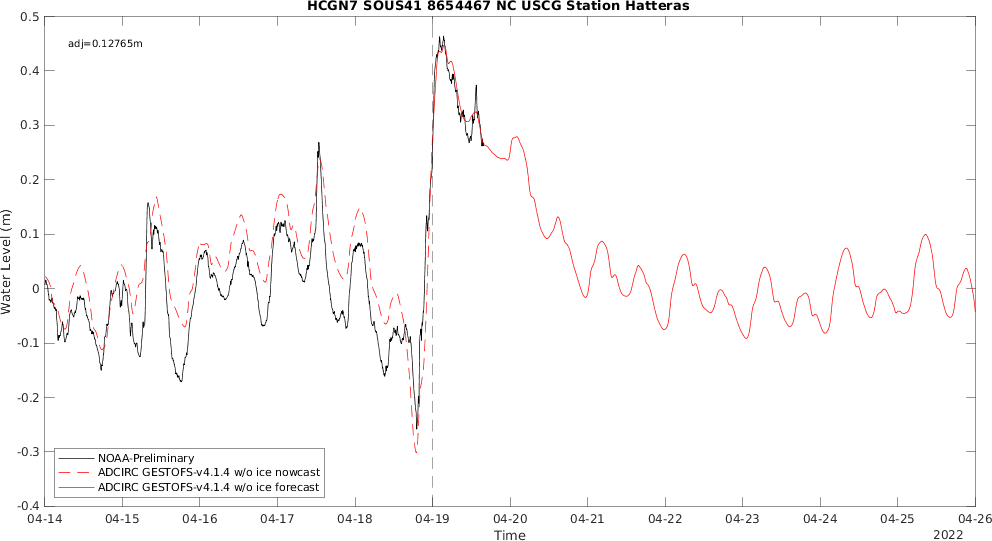 HCGN7 SOUS41 8654467 NC USCG Station Hatteras
adj=0.12765m
0.5
0.4
0.3
0.2
0.1
0
-0.1
-0.2
-0.3
-0.4
Water Level (m)
NOAA-Preliminary
ADCIRC GESTOFS-v4.1.4 w/o ice nowcast
ADCIRC GESTOFS-v4.1.4 w/o ice forecast
04-14 04-15 04-16 04-17 04-18 04-19 04-20 04-21 04-22 04-23 04-24 04-25 04-26
Time
2022